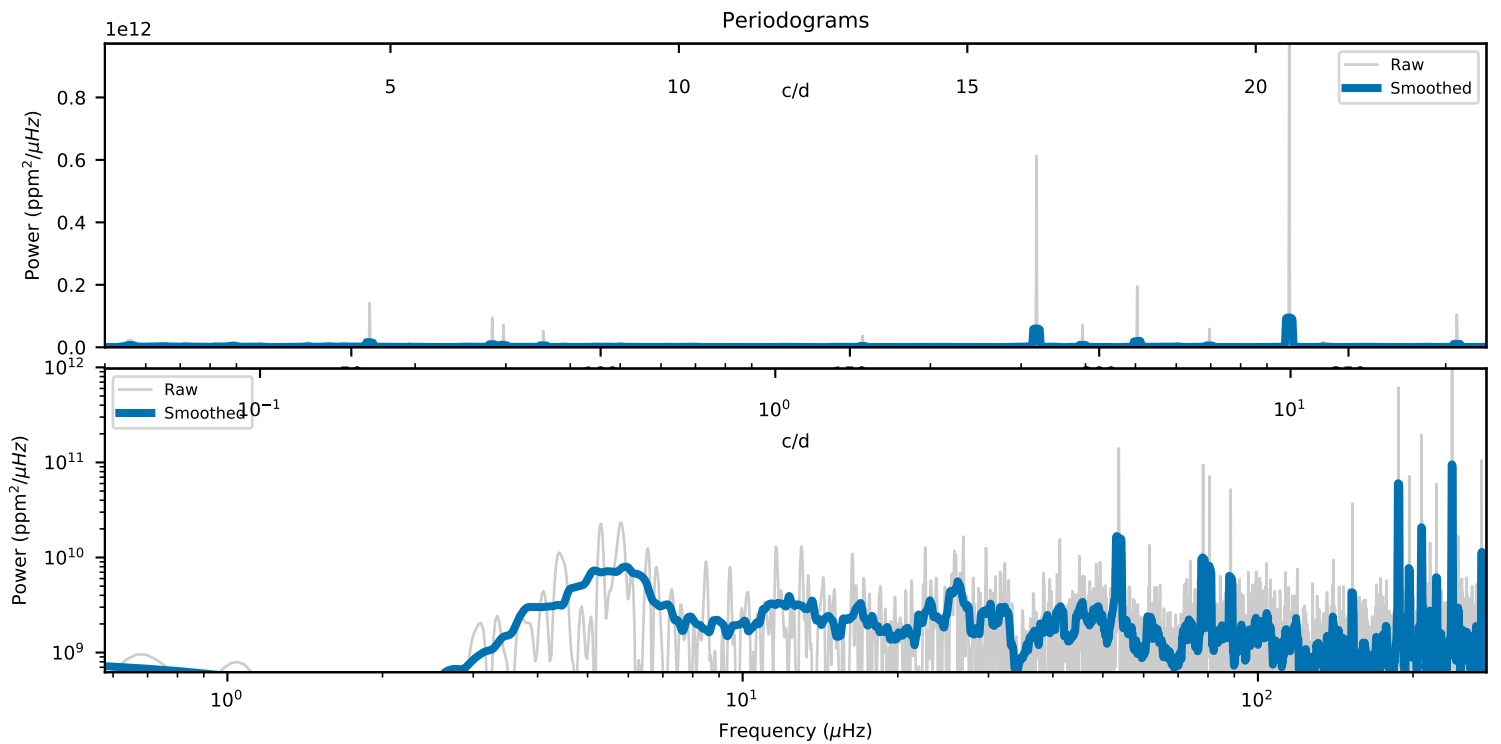 Periodograms
1e12
5 10 15 20
c/d
Raw
Smoothed
0.8
0.6
0.4
0.2
0.0
Power (ppm²/μHz)
10¹²
10¹¹
10¹⁰
10⁹
Power (ppm²/μHz)
Raw
Smoothed
10⁻¹ 10⁰ 10¹
c/d
10⁰ 10¹ 10²
Frequency (μHz)